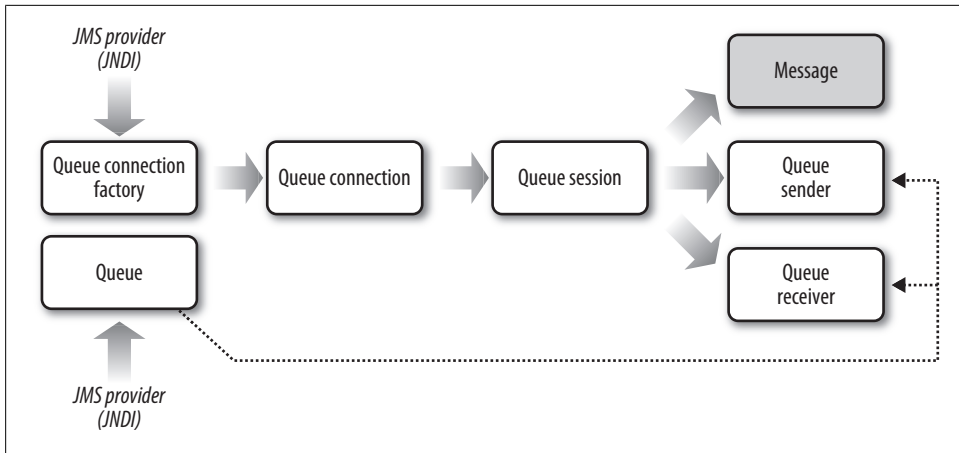 JMS provider
(JNDI)
Message
Queue connection
factory
Queue connection
Queue session
Queue
sender
Queue
Queue
receiver
JMS provider
(JNDI)